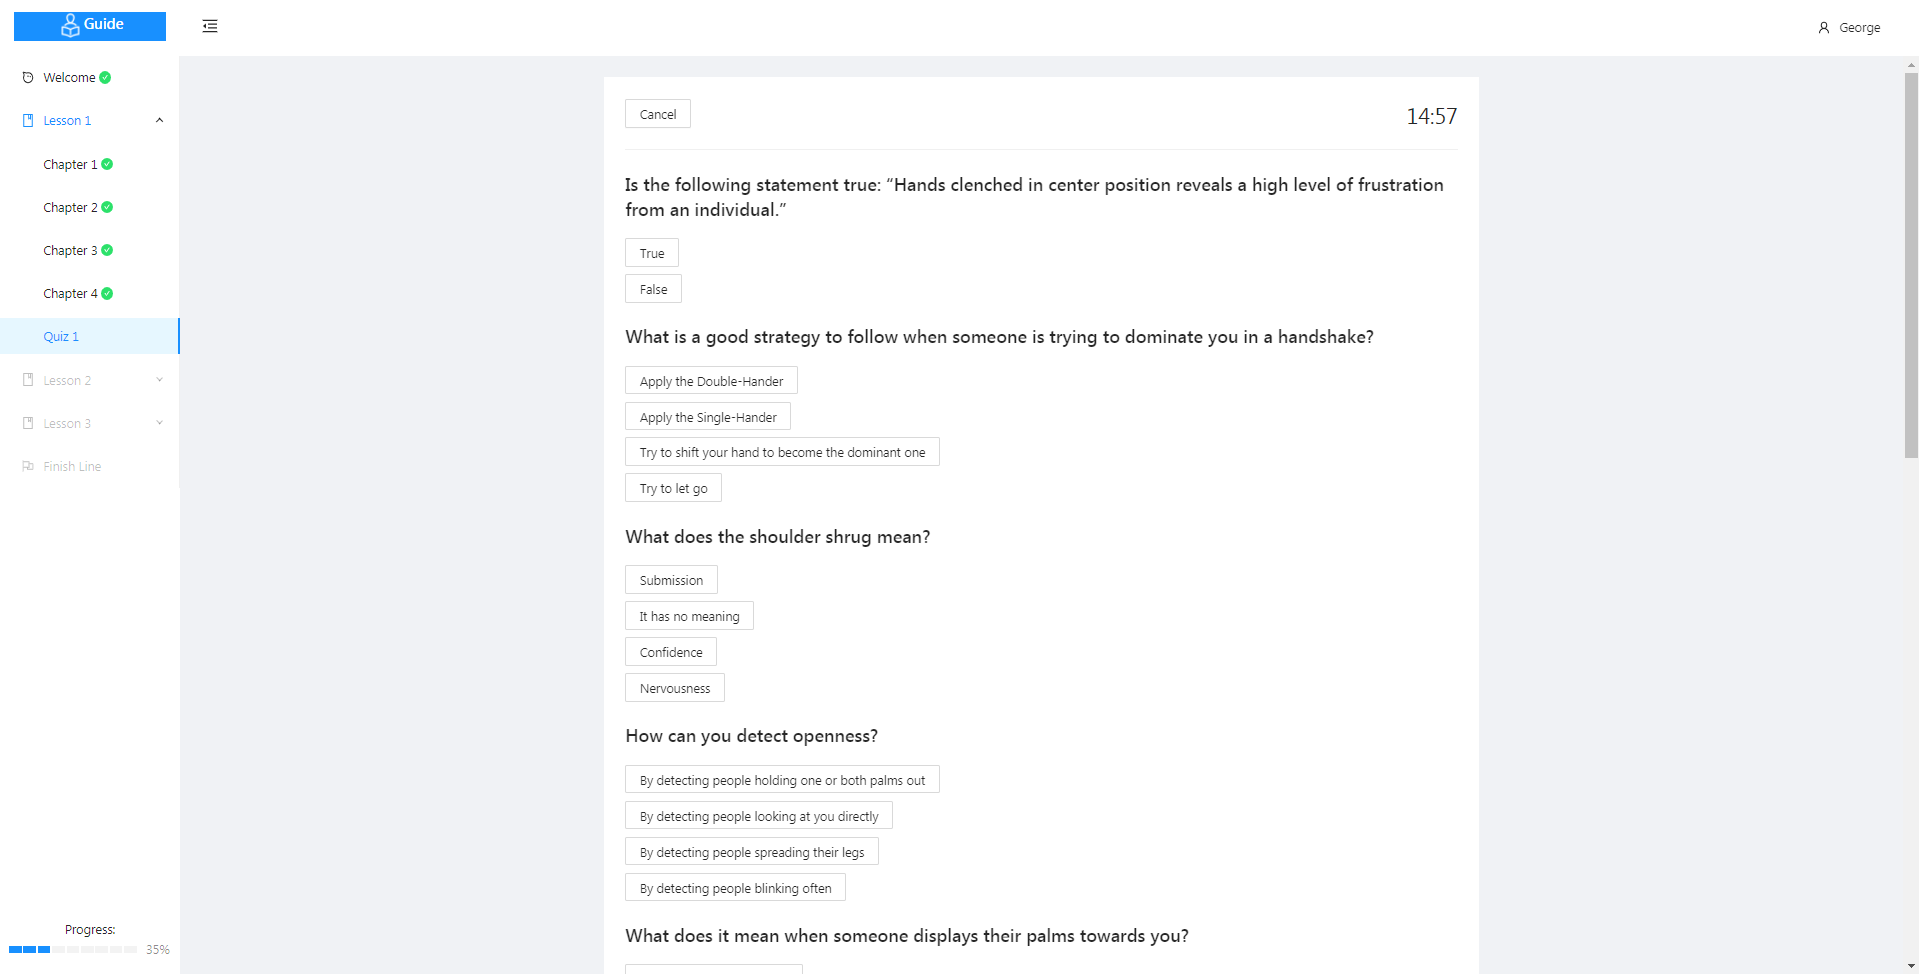 Guide
George
Welcome
Lesson 1
Chapter 1
Chapter 2
Chapter 3
Chapter 4
Quiz 1
Lesson 2
Lesson 3
Finish Line
Progress:
35%
Cancel
14:57
Is the following statement true: “Hands clenched in center position reveals a high level of frustration
from an individual.”
True
False
What is a good strategy to follow when someone is trying to dominate you in a handshake?
Apply the Double-Hander
Apply the Single-Hander
Try to shift your hand to become the dominant one
Try to let go
What does the shoulder shrug mean?
Submission
It has no meaning
Confidence
Nervousness
How can you detect openness?
By detecting people holding one or both palms out
By detecting people looking at you directly
By detecting people spreading their legs
By detecting people blinking often
What does it mean when someone displays their palms towards you?